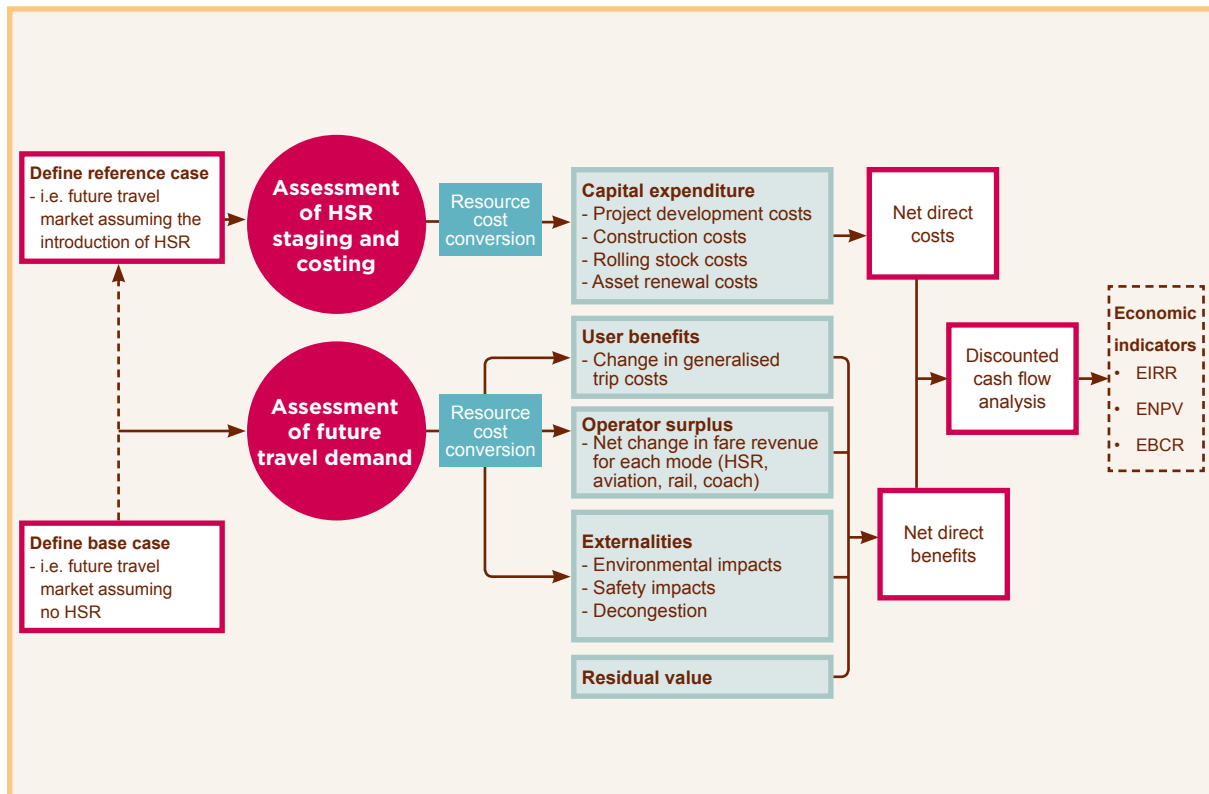 Define reference case
- i.e. future travel
market assuming the
introduction of HSR
Assessment
of HSR
staging and
costing
Resource
cost
conversion
Capital expenditure
- Project development costs
- Construction costs
- Rolling stock costs
- Asset renewal costs
Net direct
costs
User benefits
- Change in generalised
trip costs
Assessment
of future
travel demand
Resource
cost
conversion
Operator surplus
- Net change in fare revenue
for each mode (HSR,
aviation, rail, coach)
Define base case
- i.e. future travel
market assuming
no HSR
Externalities
- Environmental impacts
- Safety impacts
- Decongestion
Residual value
Net direct
benefits
Discounted
cash flow
analysis
Economic
indicators
• EIRR
• ENPV
• EBCR